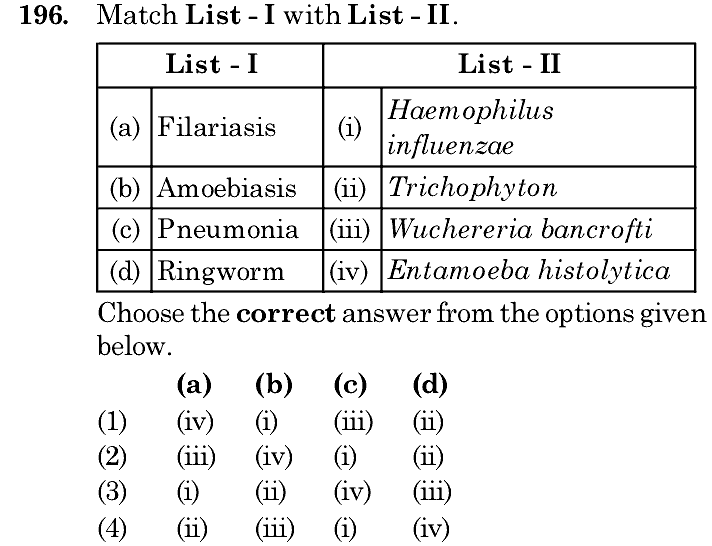 196. Match List - I with List - II.
List - I List - II
(a) Filariasis (i) Haemophilus influenzae
(b) Amoebiasis (ii) Trichophyton
(c) Pneumonia (iii) Wuchereria bancrofti
(d) Ringworm (iv) Entamoeba histolytica
Choose the correct answer from the options given
below.
(a) (b) (c) (d)
(1) (iv) (i) (iii) (ii)
(2) (iii) (iv) (i) (ii)
(3) (i) (ii) (iv) (iii)
(4) (ii) (iii) (i) (iv)